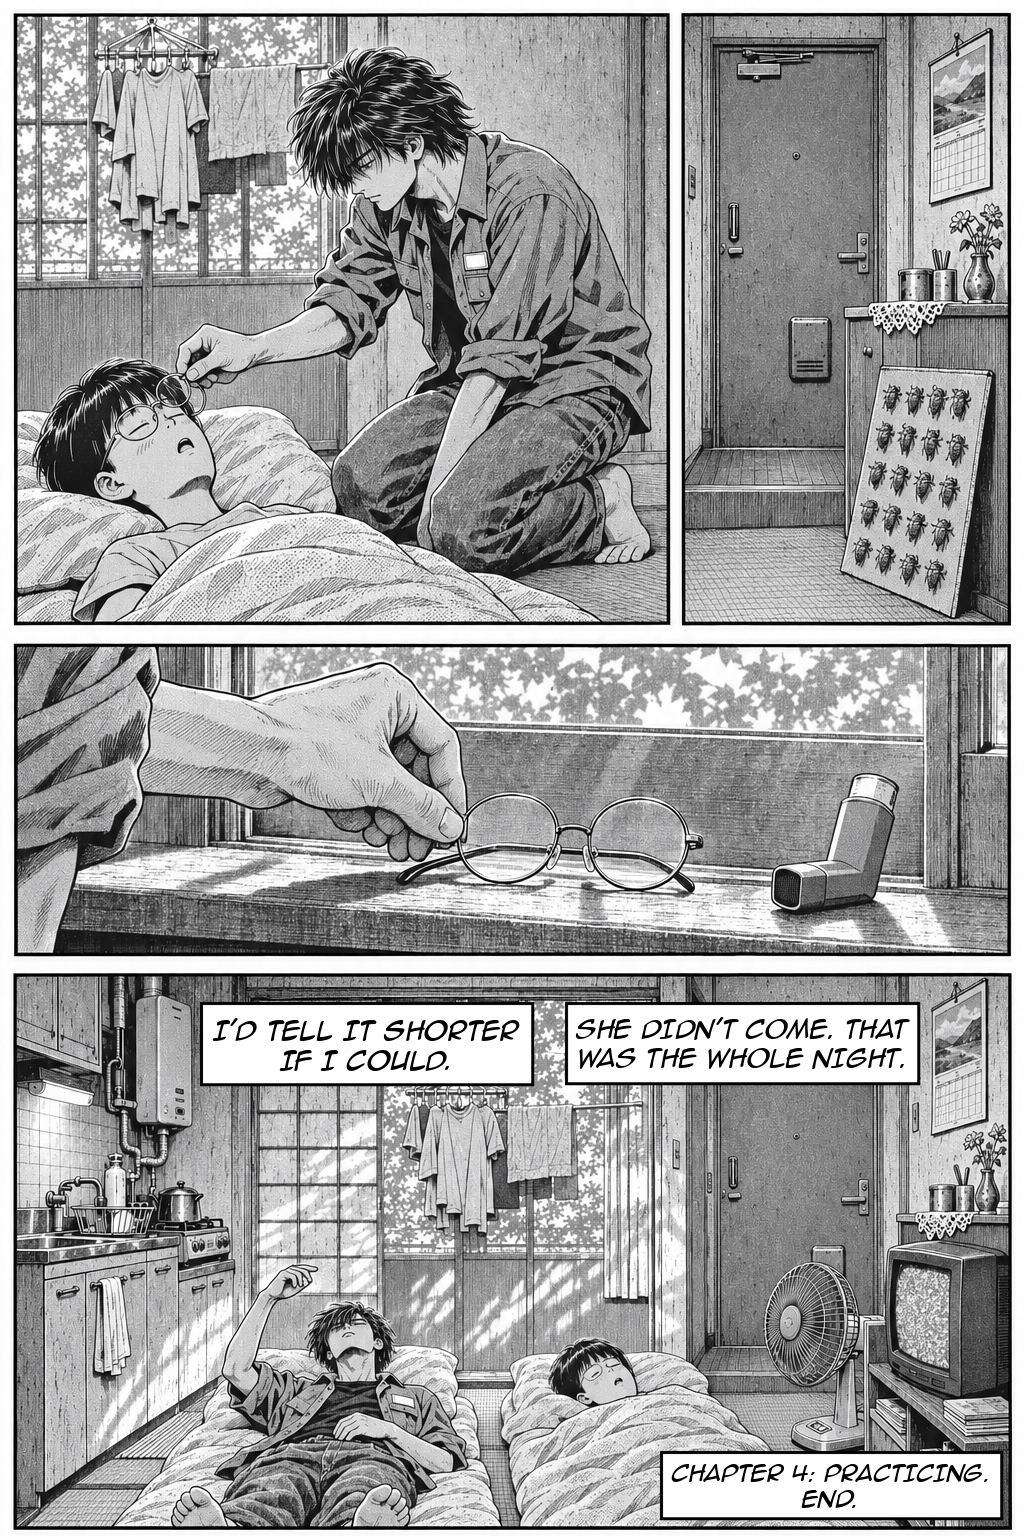 I'D TELL IT SHORTER
IF I COULD.
SHE DIDN'T COME. THAT
WAS THE WHOLE NIGHT.
CHAPTER 4: PRACTICING.
END.